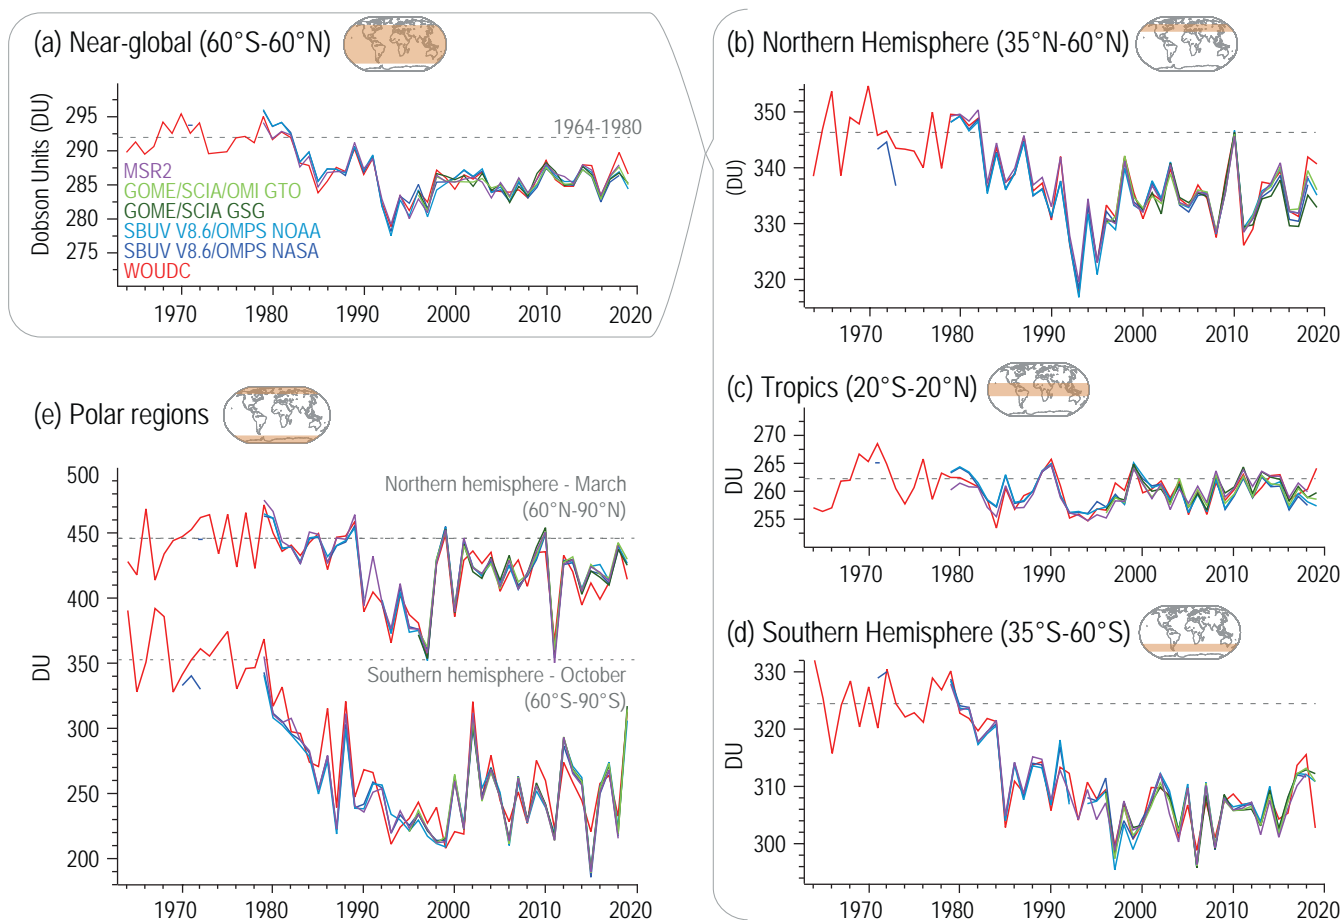 (a) Near-global (60°S-60°N)
Dobson Units (DU)
295
290
285
280
275
1964-1980
MSR2
GOME/SCIA/OMI GTO
GOME/SCIA GSG
SBUV V8.6/OMPS NOAA
SBUV V8.6/OMPS NASA
WOUDC
1970 1980 1990 2000 2010 2020
(b) Northern Hemisphere (35°N-60°N)
(DU)
350
340
330
320
1970 1980 1990 2000 2010 2020
(c) Tropics (20°S-20°N)
DU
270
265
260
255
1970 1980 1990 2000 2010 2020
(d) Southern Hemisphere (35°S-60°S)
DU
330
320
310
300
1970 1980 1990 2000 2010 2020
(e) Polar regions
DU
500
450
400
350
300
250
200
Northern hemisphere - March
(60°N-90°N)
Southern hemisphere - October
(60°S-90°S)
1970 1980 1990 2000 2010 2020